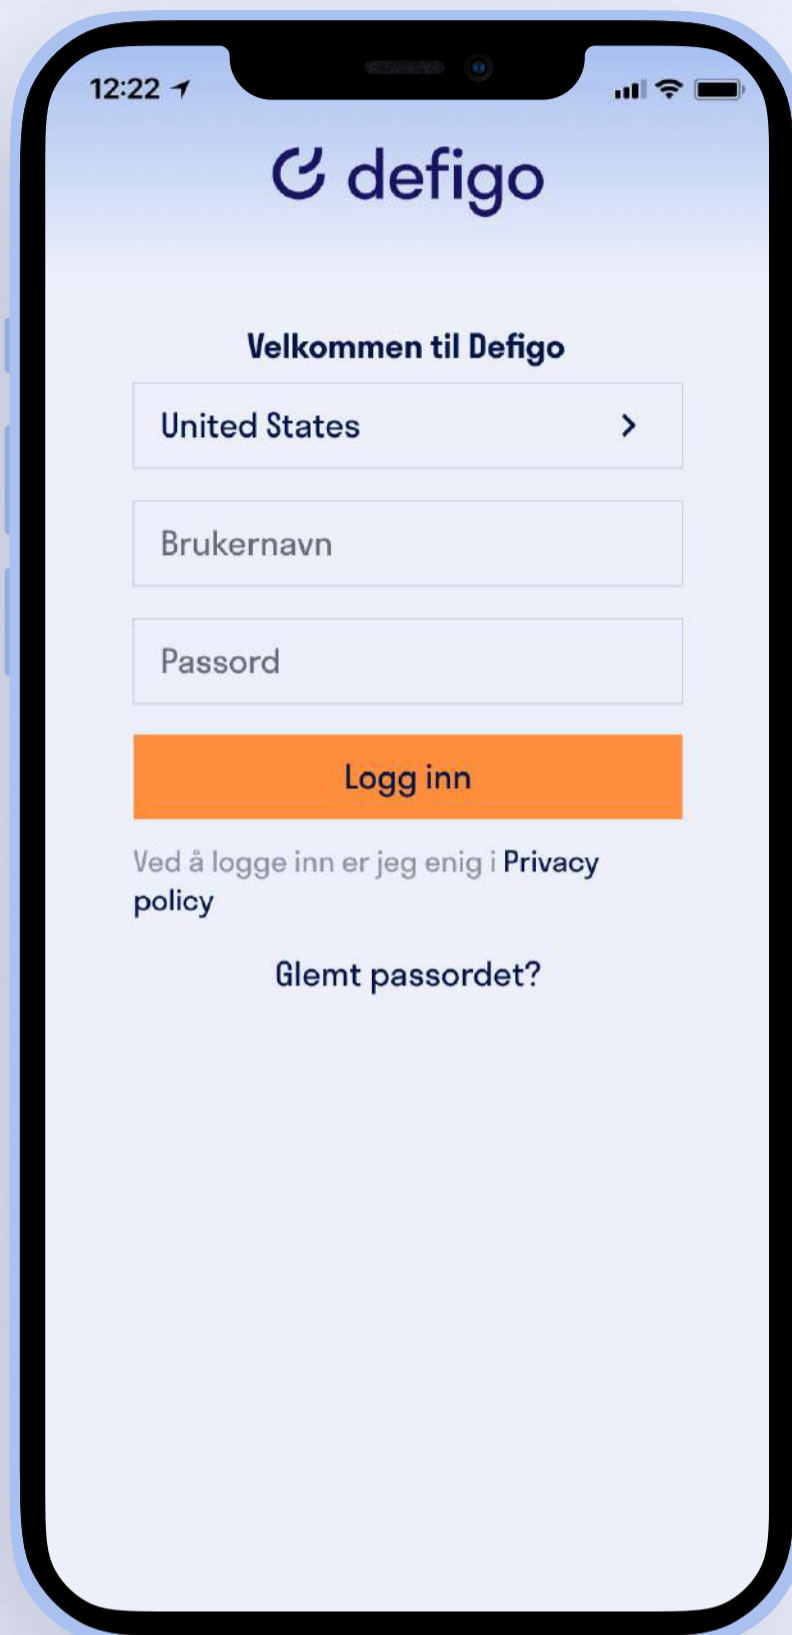 12:22
defigo
Velkommen til Defigo
United States
Brukernavn
Passord
Logg inn
Ved å logge inn er jeg enig i Privacy
policy
Glemt passordet?